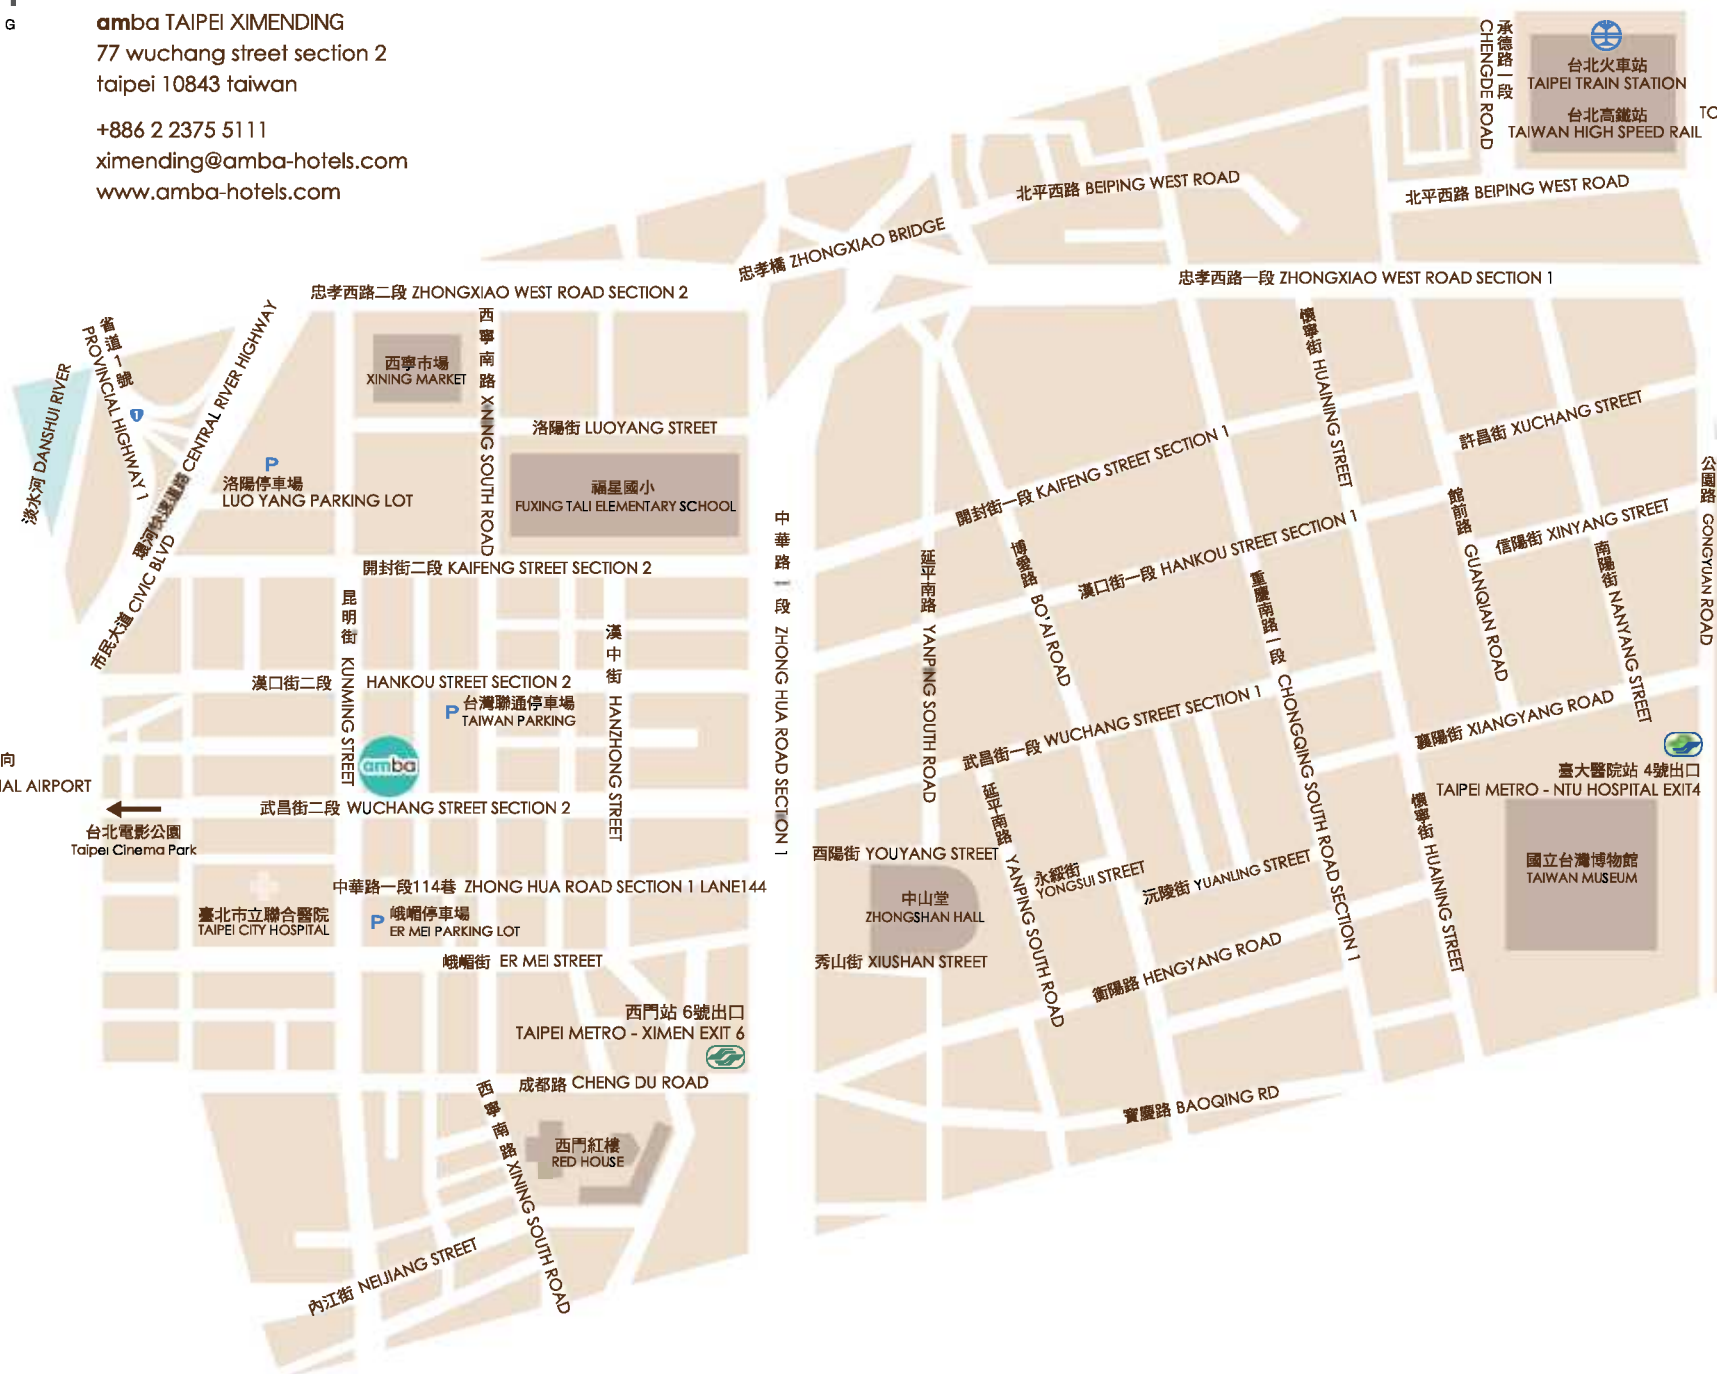 G
amba TAIPEI XIMENDING
77 wuchang street section 2
taipei 10843 taiwan
+886 2 2375 5111
ximending@amba-hotels.com
www.amba-hotels.com
承德路一段
CHENGDE ROAD
台北火車站
TAIPEI TRAIN STATION
台北高鐵站
TAIWAN HIGH SPEED RAIL
TO
北平西路 BEIPING WEST ROAD
北平西路 BEIPING WEST ROAD
忠孝橋 ZHONGXIAO BRIDGE
忠孝西路二段 ZHONGXIAO WEST ROAD SECTION 2
忠孝西路一段 ZHONGXIAO WEST ROAD SECTION 1
省道1號
PROVINCIAL HIGHWAY 1
1
淡水河 DANSHUI RIVER
環河快速道路 CENTRAL RIVER HIGHWAY
市民大道 CIVIC BLVD
西寧市場
XINING MARKET
西寧南路 XINING SOUTH ROAD
洛陽街 LUOYANG STREET
P
洛陽停車場
LUO YANG PARKING LOT
福星國小
FUXING TALI ELEMENTARY SCHOOL
懷寧街 HUAINING STREET
許昌街 XUCHANG STREET
開封街一段 KAIFENG STREET SECTION 1
公園路 GONGYUAN ROAD
館前路 GUANQIAN ROAD
信陽街 XINYANG STREET
南陽街 NANYANG STREET
漢口街一段 HANKOU STREET SECTION 1
中華路一段 ZHONG HUA ROAD SECTION 1
延平南路 YANPING SOUTH ROAD
博愛路 BO'AI ROAD
重慶南路一段 CHONGQING SOUTH ROAD SECTION 1
開封街二段 KAIFENG STREET SECTION 2
昆明街 KUNMING STREET
漢中街 HANZHONG STREET
漢口街二段 HANKOU STREET SECTION 2
P
台灣聯通停車場
TAIWAN PARKING
amba
武昌街一段 WUCHANG STREET SECTION 1
襄陽街 XIANGYANG ROAD
臺大醫院站 4號出口
TAIPEI METRO - NTU HOSPITAL EXIT4
向
IAL AIRPORT
武昌街二段 WUCHANG STREET SECTION 2
台北電影公園
Taipei Cinema Park
延平南路 YANPING SOUTH ROAD
懷寧街 HUAINING STREET
酉陽街 YOUYANG STREET
永綏街
YONGSUI STREET
沅陵街 YUANLING STREET
國立台灣博物館
TAIWAN MUSEUM
中華路一段114巷 ZHONG HUA ROAD SECTION 1 LANE144
臺北市立聯合醫院
TAIPEI CITY HOSPITAL
P
峨嵋停車場
ER MEI PARKING LOT
中山堂
ZHONGSHAN HALL
峨嵋街 ER MEI STREET
秀山街 XIUSHAN STREET
衡陽路 HENGYANG ROAD
西門站 6號出口
TAIPEI METRO - XIMEN EXIT 6
成都路 CHENG DU ROAD
寶慶路 BAOQING RD
西寧南路 XINING SOUTH ROAD
西門紅樓
RED HOUSE
內江街 NEIJIANG STREET